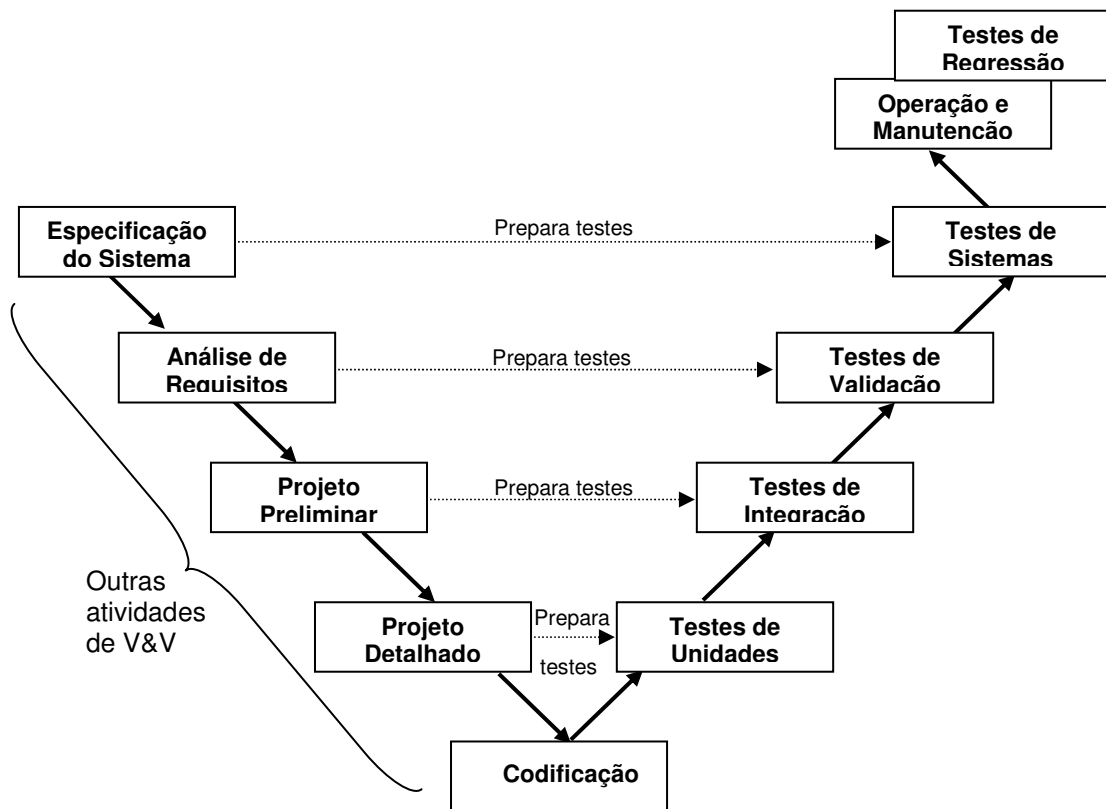 Testes de
Regressão
Operação e
Manutenção
Especificação
do Sistema
Prepara testes
Testes de
Sistemas
Análise de
Requisitos
Prepara testes
Testes de
Validação
Projeto
Preliminar
Prepara testes
Testes de
Integração
Outras
atividades
de V&V
Projeto
Detalhado
Prepara
testes
Testes de
Unidades
Codificação